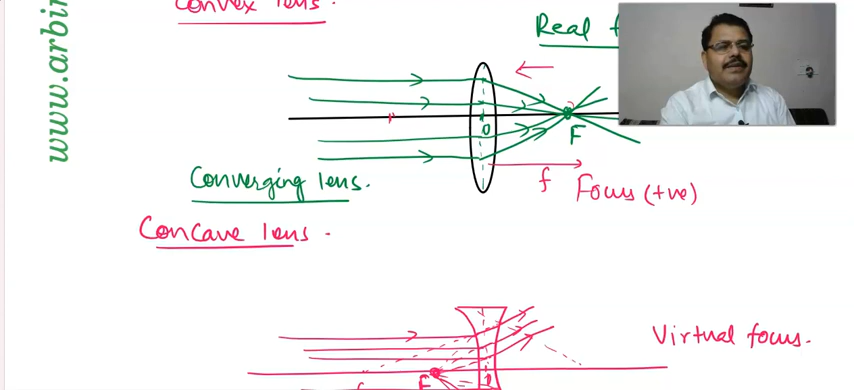 Convex lens.
Real
www.arbin
O
F
f
Focus (+ve)
Converging lens.
Concave lens.
Virtual focus.
F